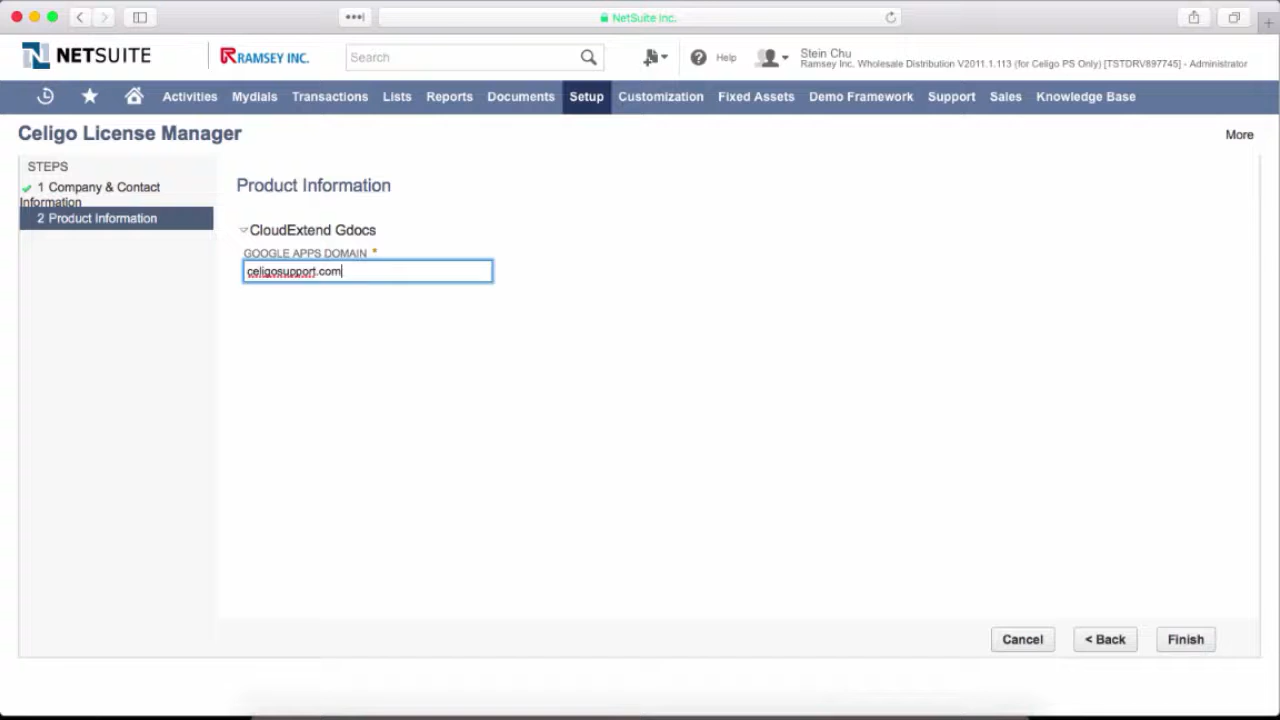 NetSuite Inc.
NETSUITE
RAMSEY INC.
Search
Help
Stein Chu
Ramsey Inc. Wholesale Distribution V2011.1.113 (for Celigo PS Only) [TSTDRV897745] - Administrator
Activities Mydials Transactions Lists Reports Documents Setup Customization Fixed Assets Demo Framework Support Sales Knowledge Base
Celigo License Manager
More
STEPS
1 Company & Contact
Information
2 Product Information
Product Information
CloudExtend Gdocs
GOOGLE APPS DOMAIN *
celigosupport.com
Cancel
< Back
Finish